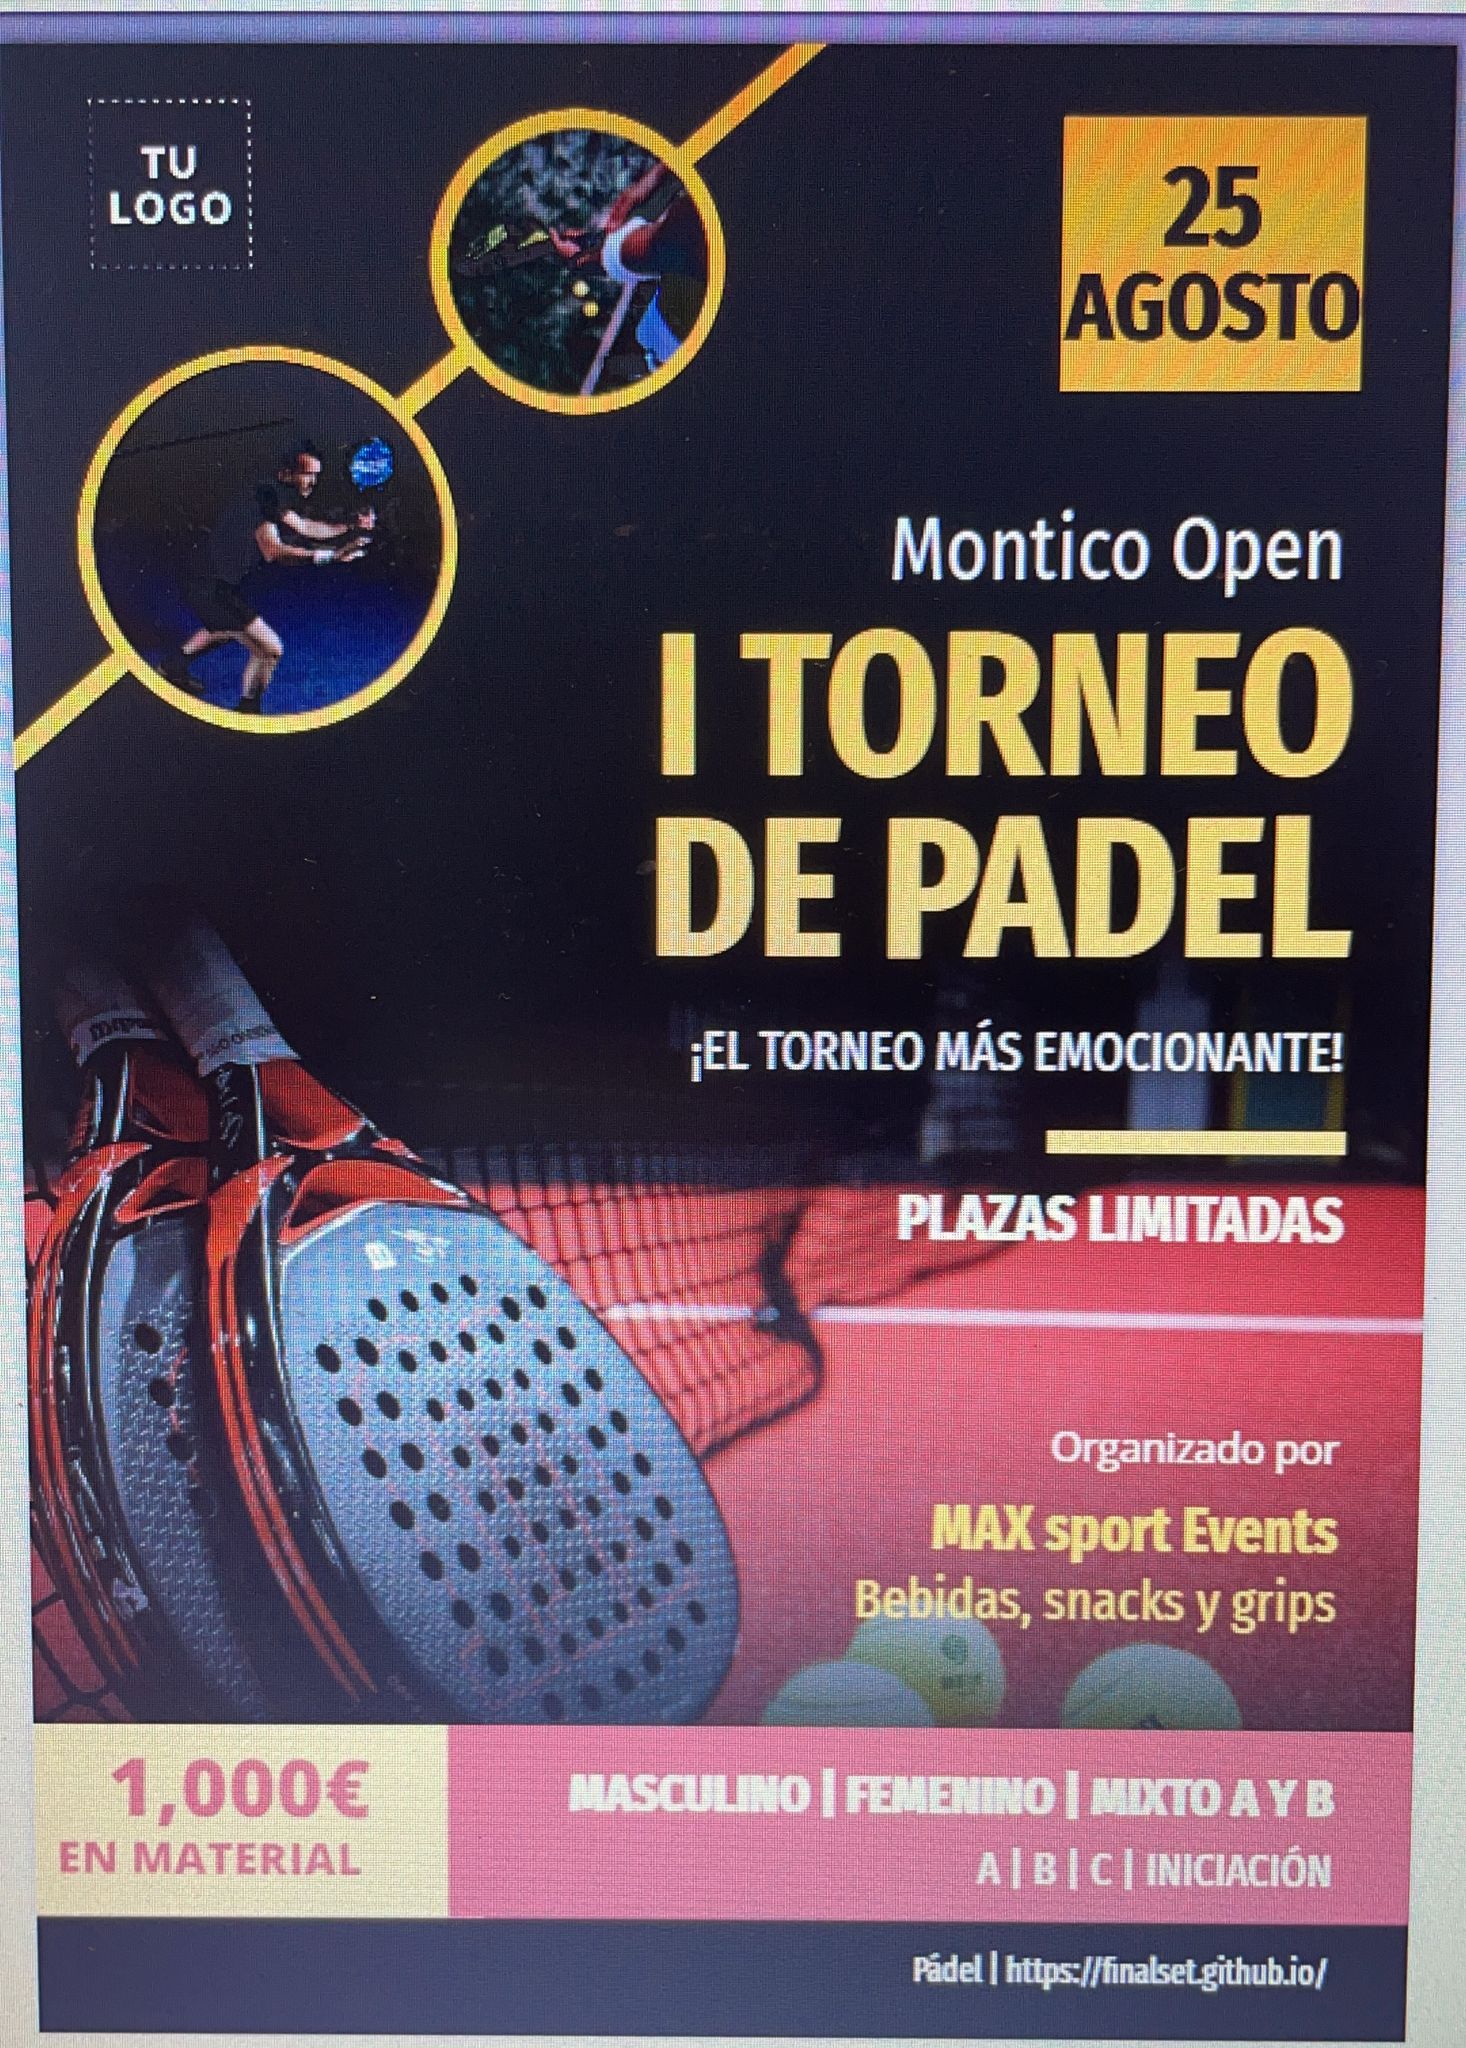 TU
LOGO
25
AGOSTO
Montico Open
I TORNEO
DE PADEL
¡EL TORNEO MÁS EMOCIONANTE!
PLAZAS LIMITADAS
Organizado por
MAX sport Events
Bebidas, snacks y grips
1,000€
EN MATERIAL
MASCULINO | FEMENINO | MIXTO A Y B
A | B | C | INICIACIÓN
Pádel | https://finalset.github.io/